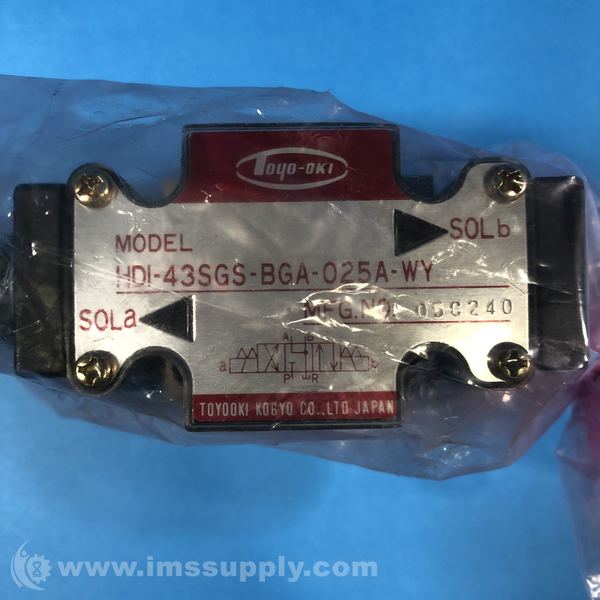 TOYO-OKI
SOLb
MODEL
HDI-43SGS-BGA-025A-WY
MFG.NO. 05C240
SOLa
A B
a b
P R
TOYOOKI KOGYO CO.,LTD JAPAN
www.imssupply.com